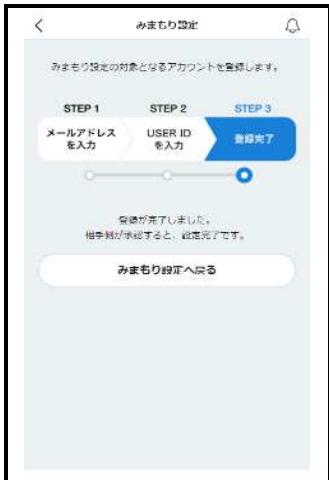 みまもり設定
みまもり設定の対象となるアカウントを登録します。
STEP 1
STEP 2
STEP 3
メールアドレス
を入力
USER ID
を入力
登録完了
登録が完了しました。
相手側が承認すると、設定完了です。
みまもり設定へ戻る